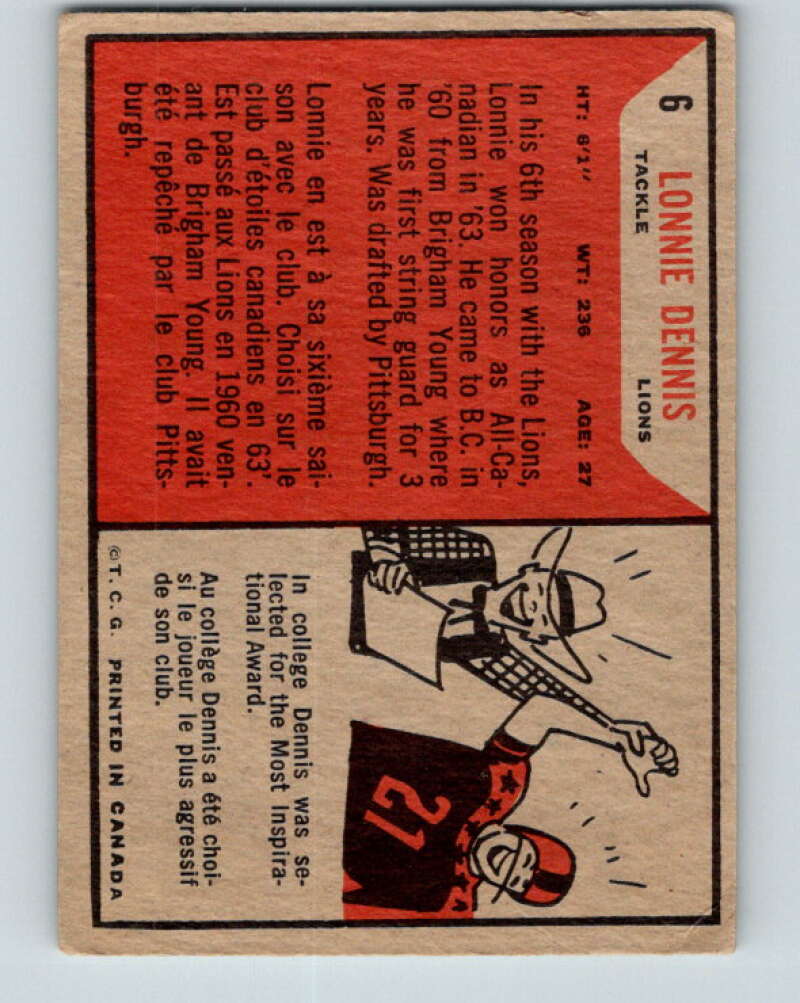 6 LONNIE DENNIS
TACKLE LIONS
HT: 6'1" WT: 236 AGE: 27
In his 6th season with the Lions,
Lonnie won honors as All-Ca-
nadian in '63. He came to B.C. in
'60 from Brigham Young where
he was first string guard for 3
years. Was drafted by Pittsburgh.
Lonnie en est à sa sixième sai-
son avec le club. Choisi sur le
club d'étoiles canadiens en 63'.
Est passé aux Lions en 1960 ven-
ant de Brigham Young. Il avait
été repêche par le club Pitts-
burgh.
12
In college Dennis was se-
lected for the Most Inspira-
tional Award.
Au collège Dennis a été choi-
si le joueur le plus agressif
de son club.
©T. C. G. PRINTED IN CANADA